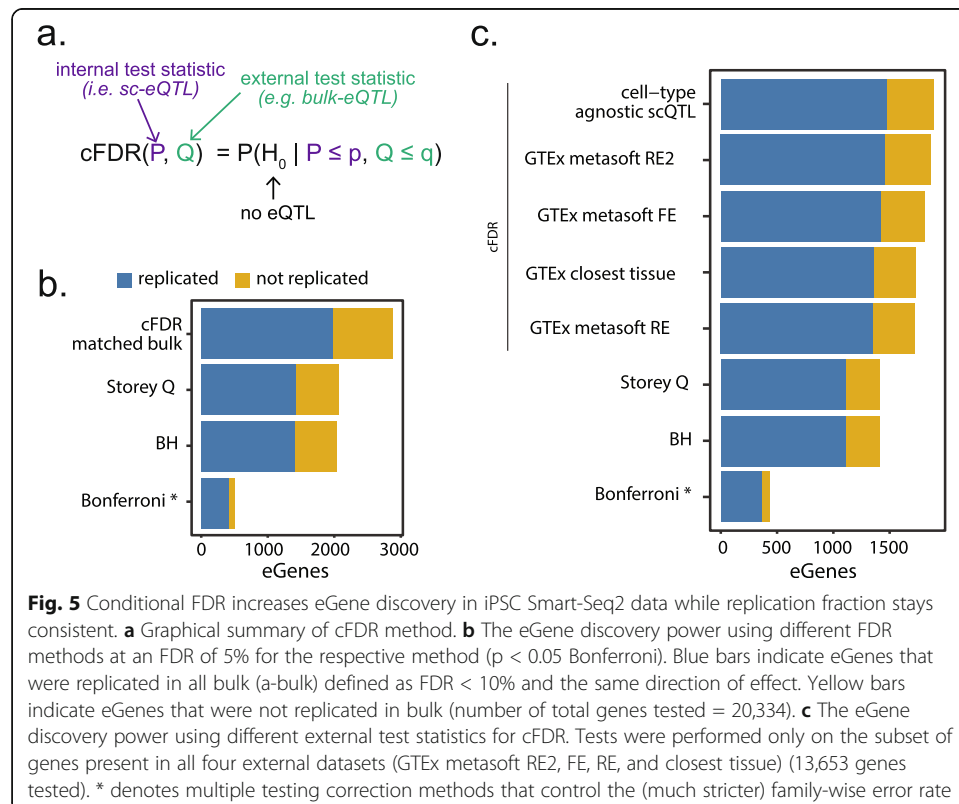 a.
internal test statistic
(i.e. sc-eQTL)
external test statistic
(e.g. bulk-eQTL)
cFDR(P, Q) = P(H0 | P ≤ p, Q ≤ q)
no eQTL
b.
replicated
not replicated
cFDR
matched bulk
Storey Q
BH
Bonferroni *
0
1000
2000
3000
eGenes
c.
cFDR
cell−type
agnostic scQTL
GTEx metasoft RE2
GTEx metasoft FE
GTEx closest tissue
GTEx metasoft RE
Storey Q
BH
Bonferroni *
0
500
1000
1500
eGenes
Fig. 5 Conditional FDR increases eGene discovery in iPSC Smart-Seq2 data while replication fraction stays
consistent. a Graphical summary of cFDR method. b The eGene discovery power using different FDR
methods at an FDR of 5% for the respective method (p < 0.05 Bonferroni). Blue bars indicate eGenes that
were replicated in all bulk (a-bulk) defined as FDR < 10% and the same direction of effect. Yellow bars
indicate eGenes that were not replicated in bulk (number of total genes tested = 20,334). c The eGene
discovery power using different external test statistics for cFDR. Tests were performed only on the subset of
genes present in all four external datasets (GTEx metasoft RE2, FE, RE, and closest tissue) (13,653 genes
tested). * denotes multiple testing correction methods that control the (much stricter) family-wise error rate